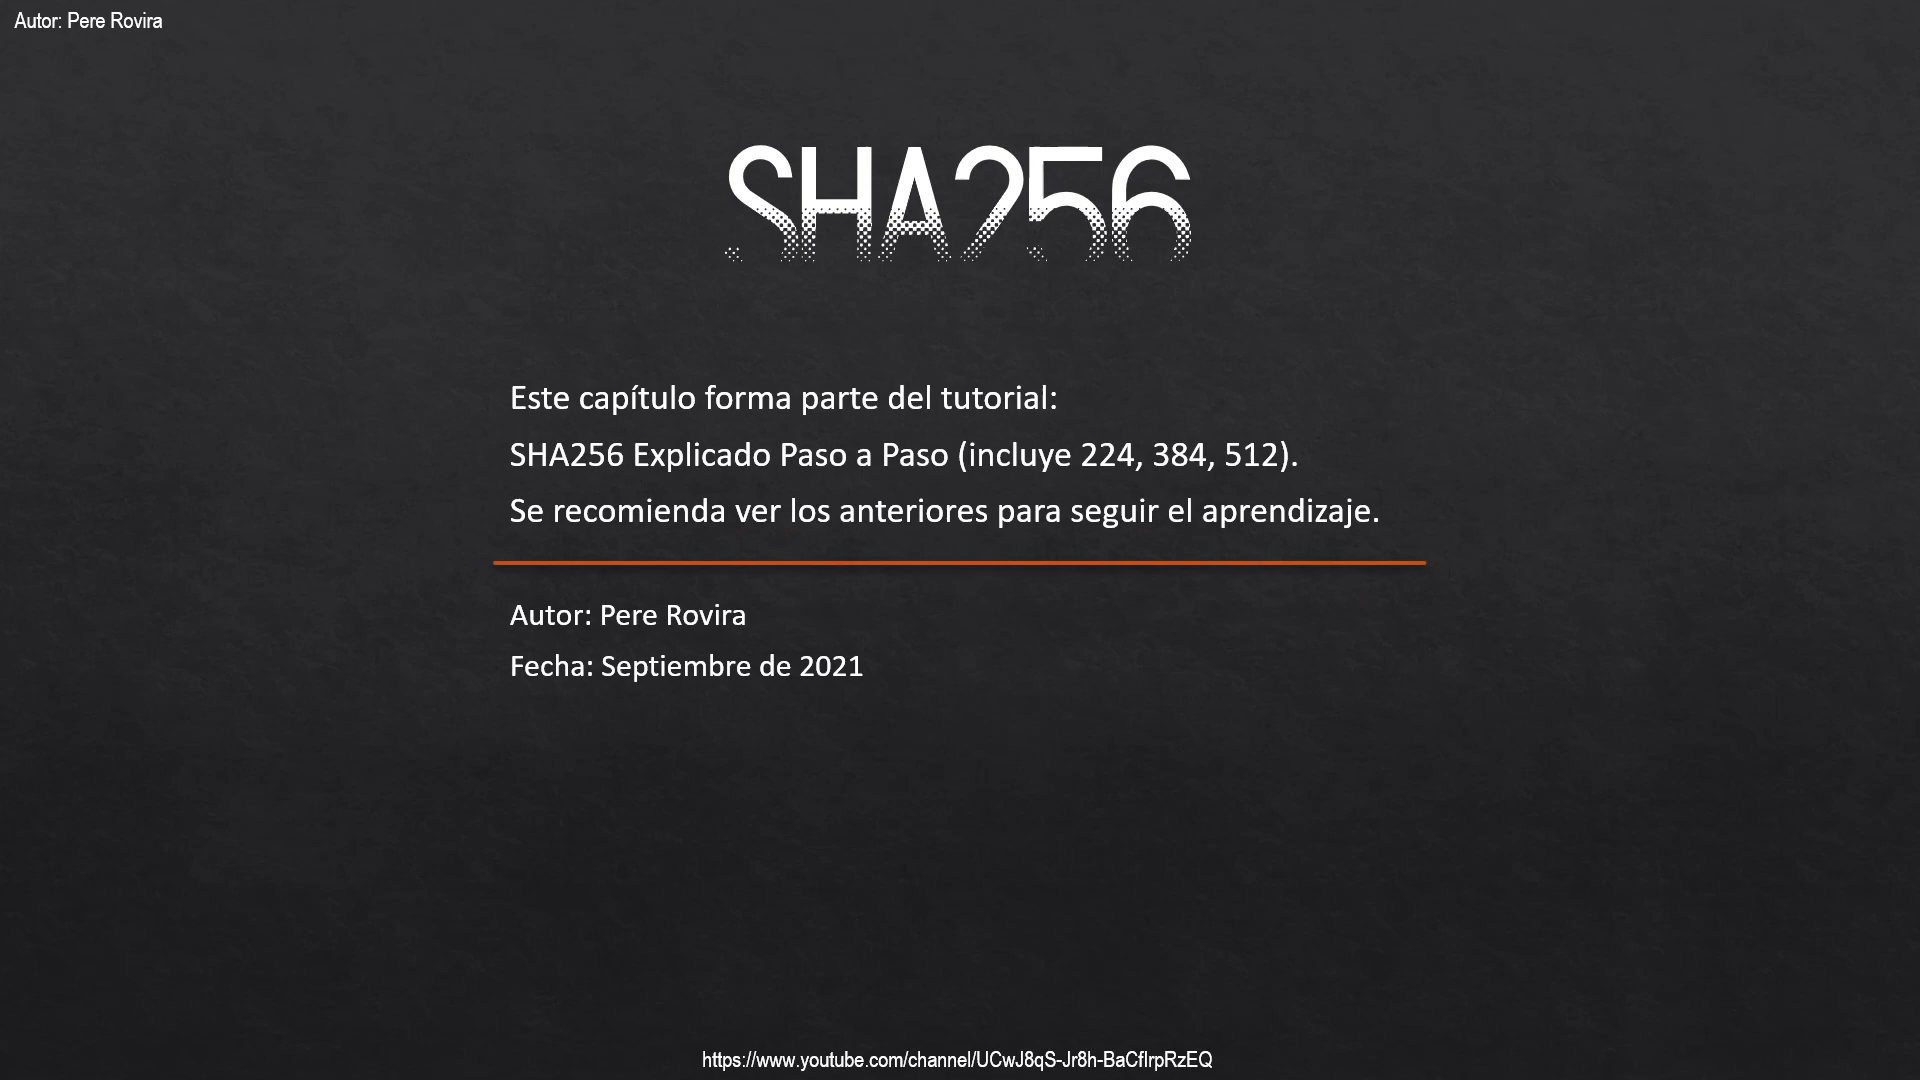 Autor: Pere Rovira
SHA256
Este capítulo forma parte del tutorial:
SHA256 Explicado Paso a Paso (incluye 224, 384, 512).
Se recomienda ver los anteriores para seguir el aprendizaje.
Autor: Pere Rovira
Fecha: Septiembre de 2021
https://www.youtube.com/channel/UCwJ8qS-Jr8h-BaCfIrpRzEQ